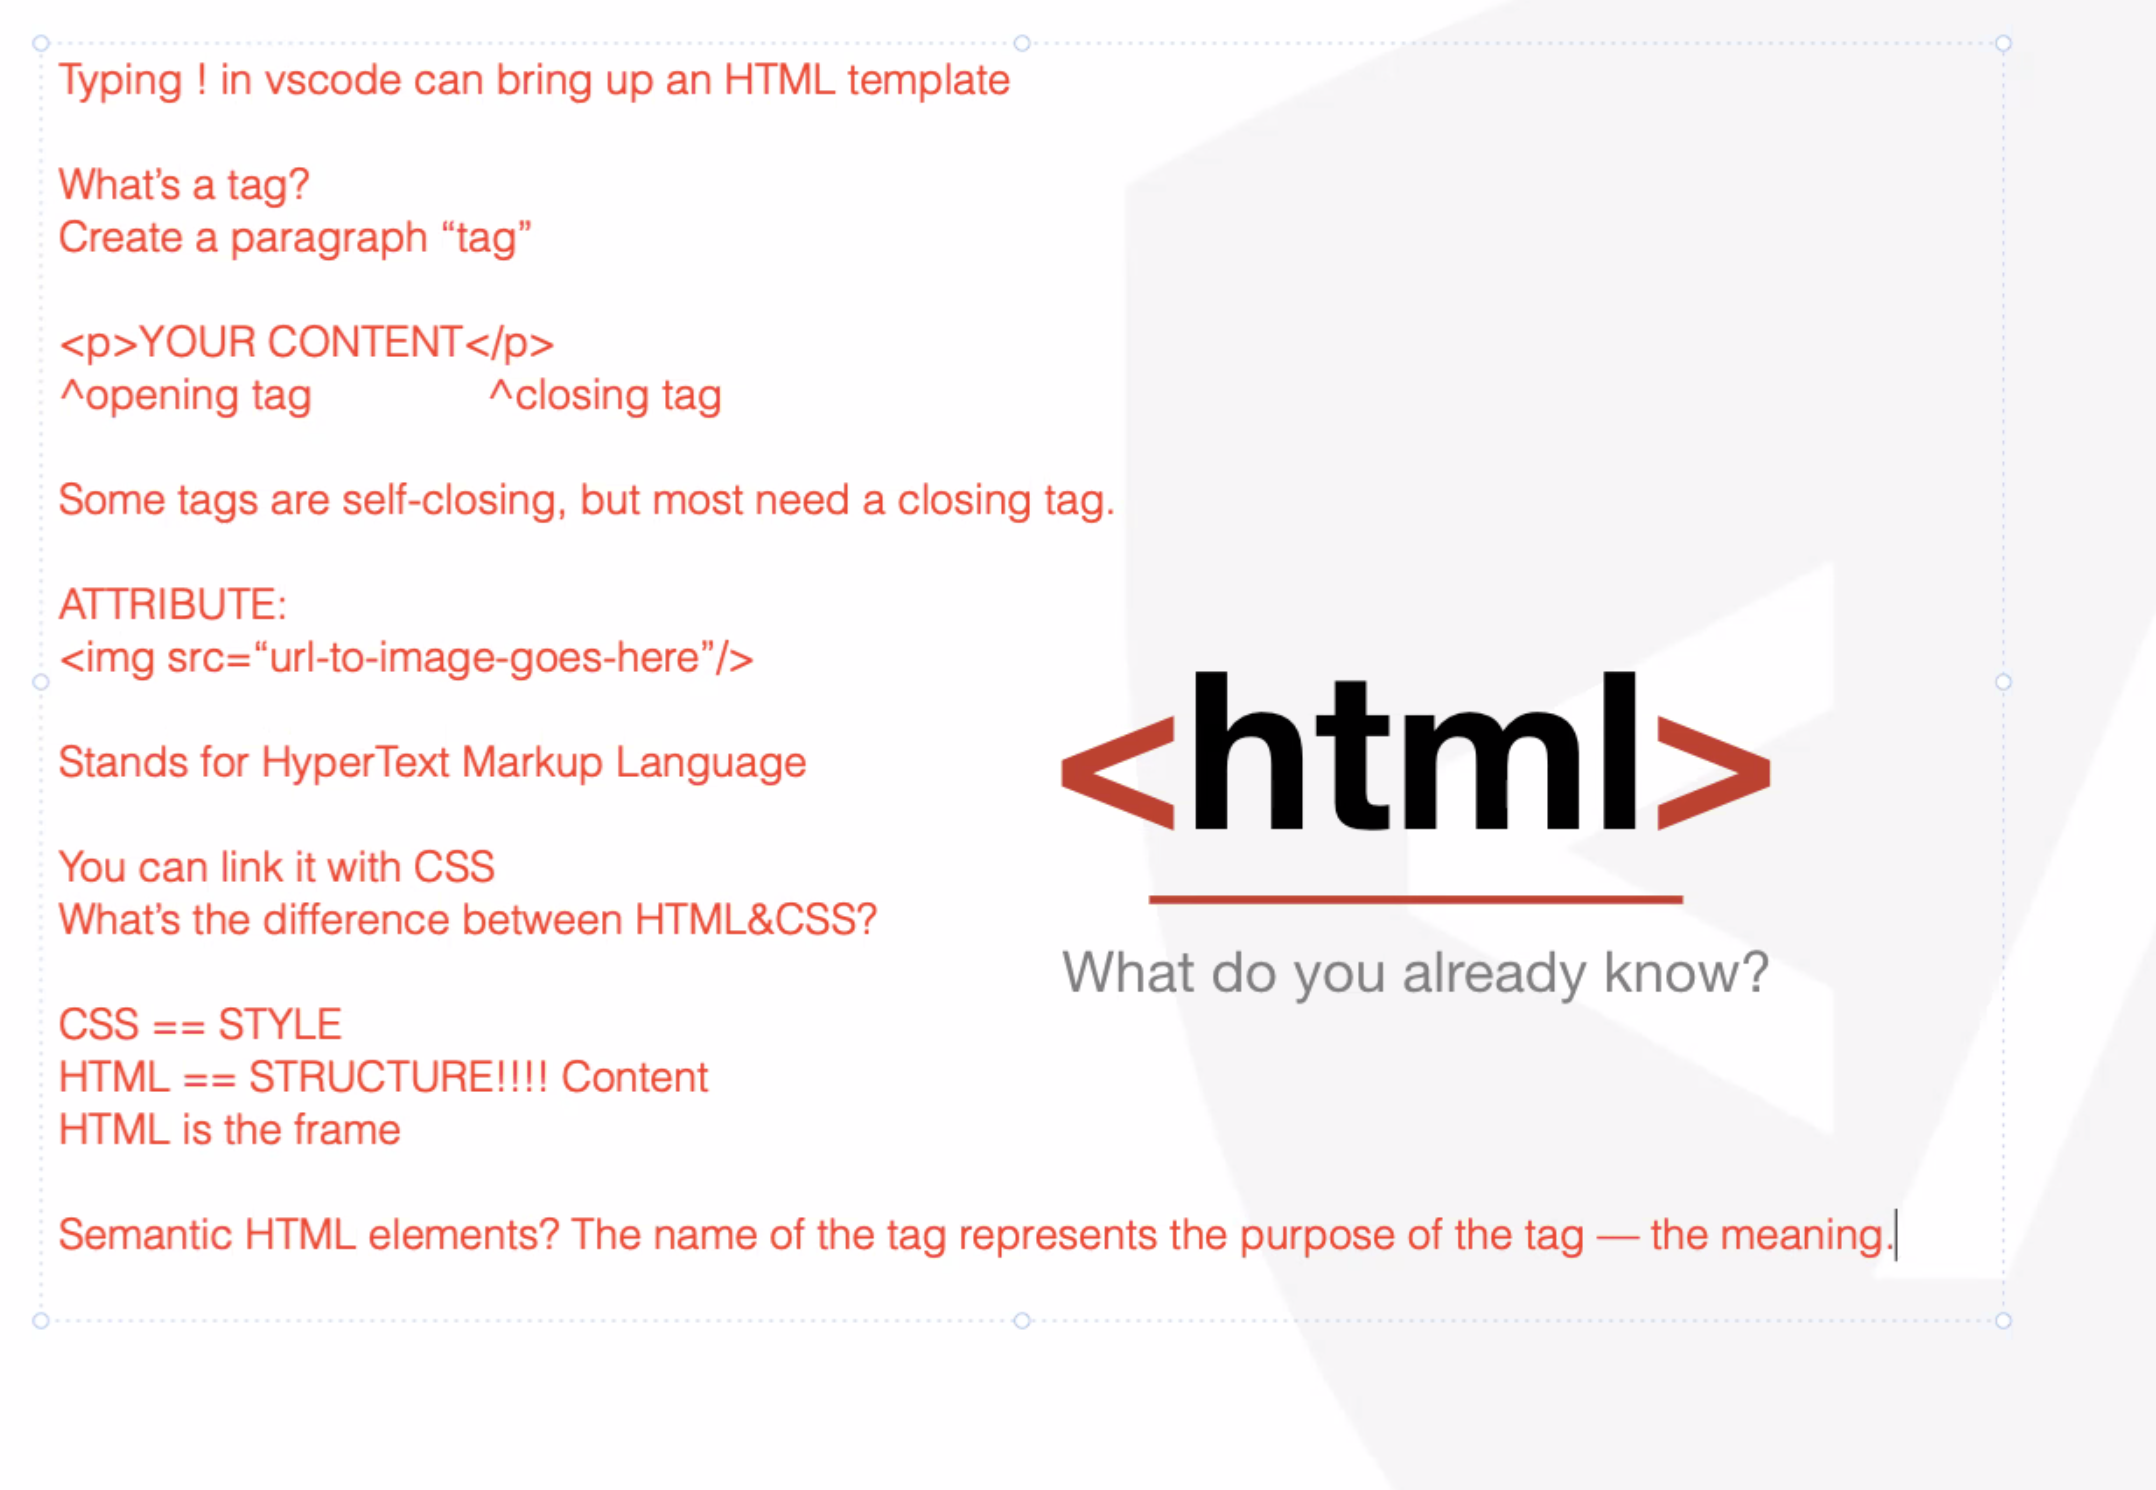 Typing ! in vscode can bring up an HTML template
What’s a tag?
Create a paragraph “tag”
<p>YOUR CONTENT</p>
^opening tag ^closing tag
Some tags are self-closing, but most need a closing tag.
ATTRIBUTE:
<img src=“url-to-image-goes-here”/>
Stands for HyperText Markup Language
You can link it with CSS
What’s the difference between HTML&CSS?
CSS == STYLE
HTML == STRUCTURE!!!! Content
HTML is the frame
Semantic HTML elements? The name of the tag represents the purpose of the tag — the meaning.
<html>
What do you already know?